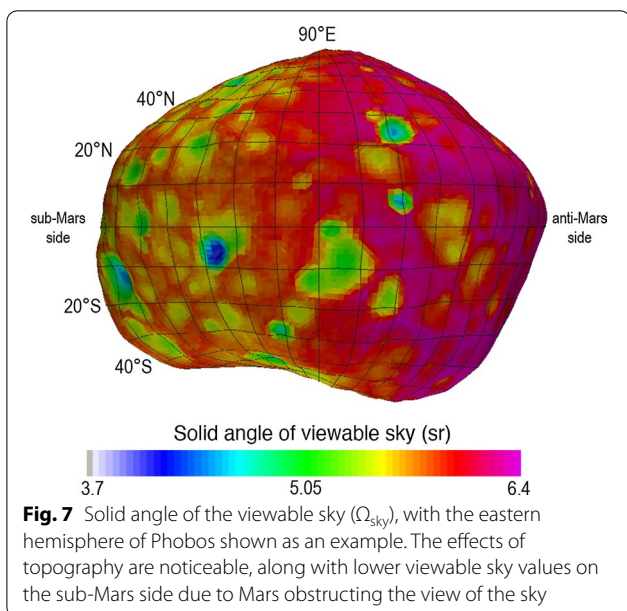 90°E
40°N
20°N
sub-Mars
side
anti-Mars
side
20°S
40°S
Solid angle of viewable sky (sr)
3.7 5.05 6.4
Fig. 7 Solid angle of the viewable sky (Ωsky), with the eastern
hemisphere of Phobos shown as an example. The effects of
topography are noticeable, along with lower viewable sky values on
the sub-Mars side due to Mars obstructing the view of the sky